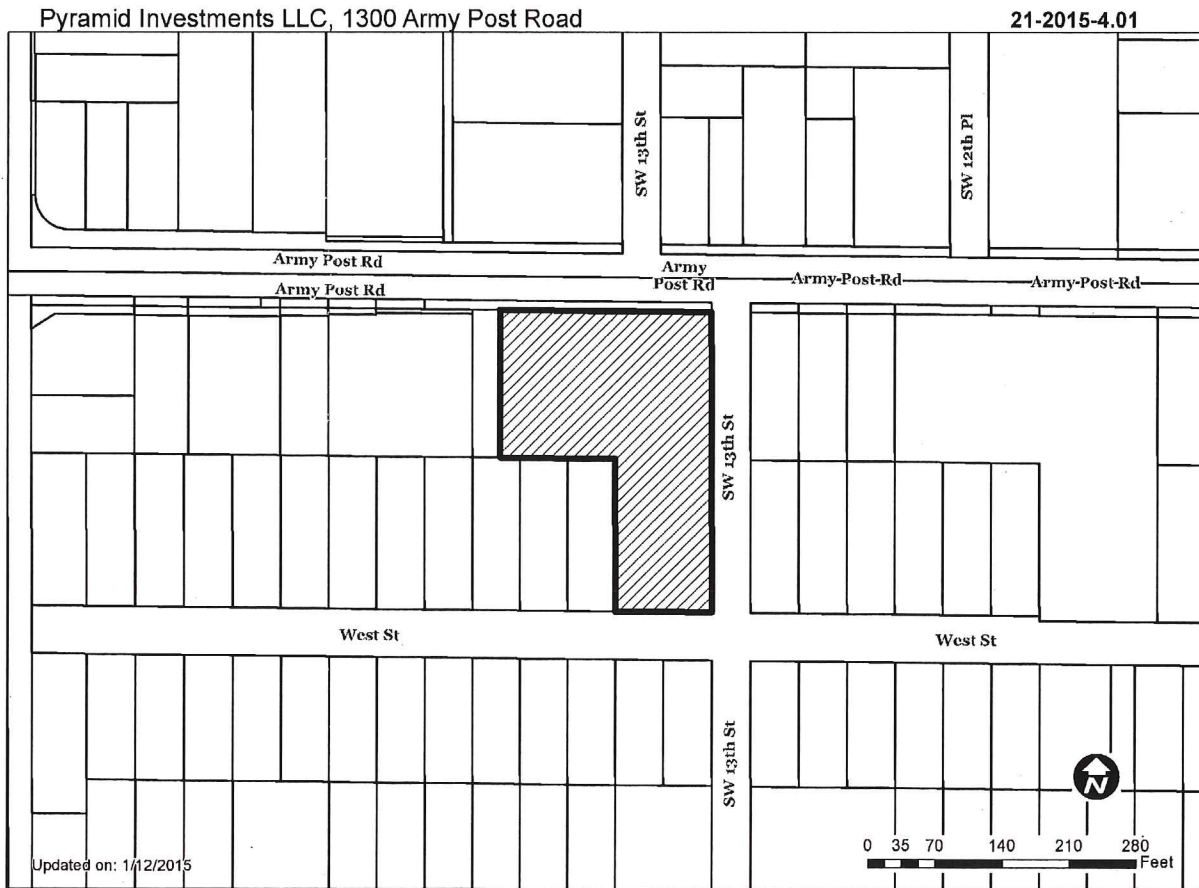 Pyramid Investments LLC, 1300 Army Post Road
21-2015-4.01
SW 13th St
SW 12th Pl
Army Post Rd
Army
Post Rd
Army Post Rd
Army-Post-Rd
Army-Post-Rd
SW 13th St
West St
West St
SW 13th St
N
Updated on: 1/12/2015
0 35 70 140 210 280
Feet